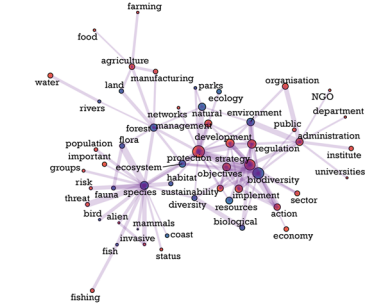 farming
food
agriculture
manufacturing
water
land
parks
ecology
organisation
NGO
rivers
networks
natural
environment
department
forest
management
public
administration
population
flora
development
regulation
institute
important
protection
strategy
groups
ecosystem
objectives
biodiversity
universities
risk
habitat
fauna
species
sustainability
implement
sector
threat
diversity
resources
action
bird
alien
biological
mammals
coast
economy
invasive
fish
status
fishing